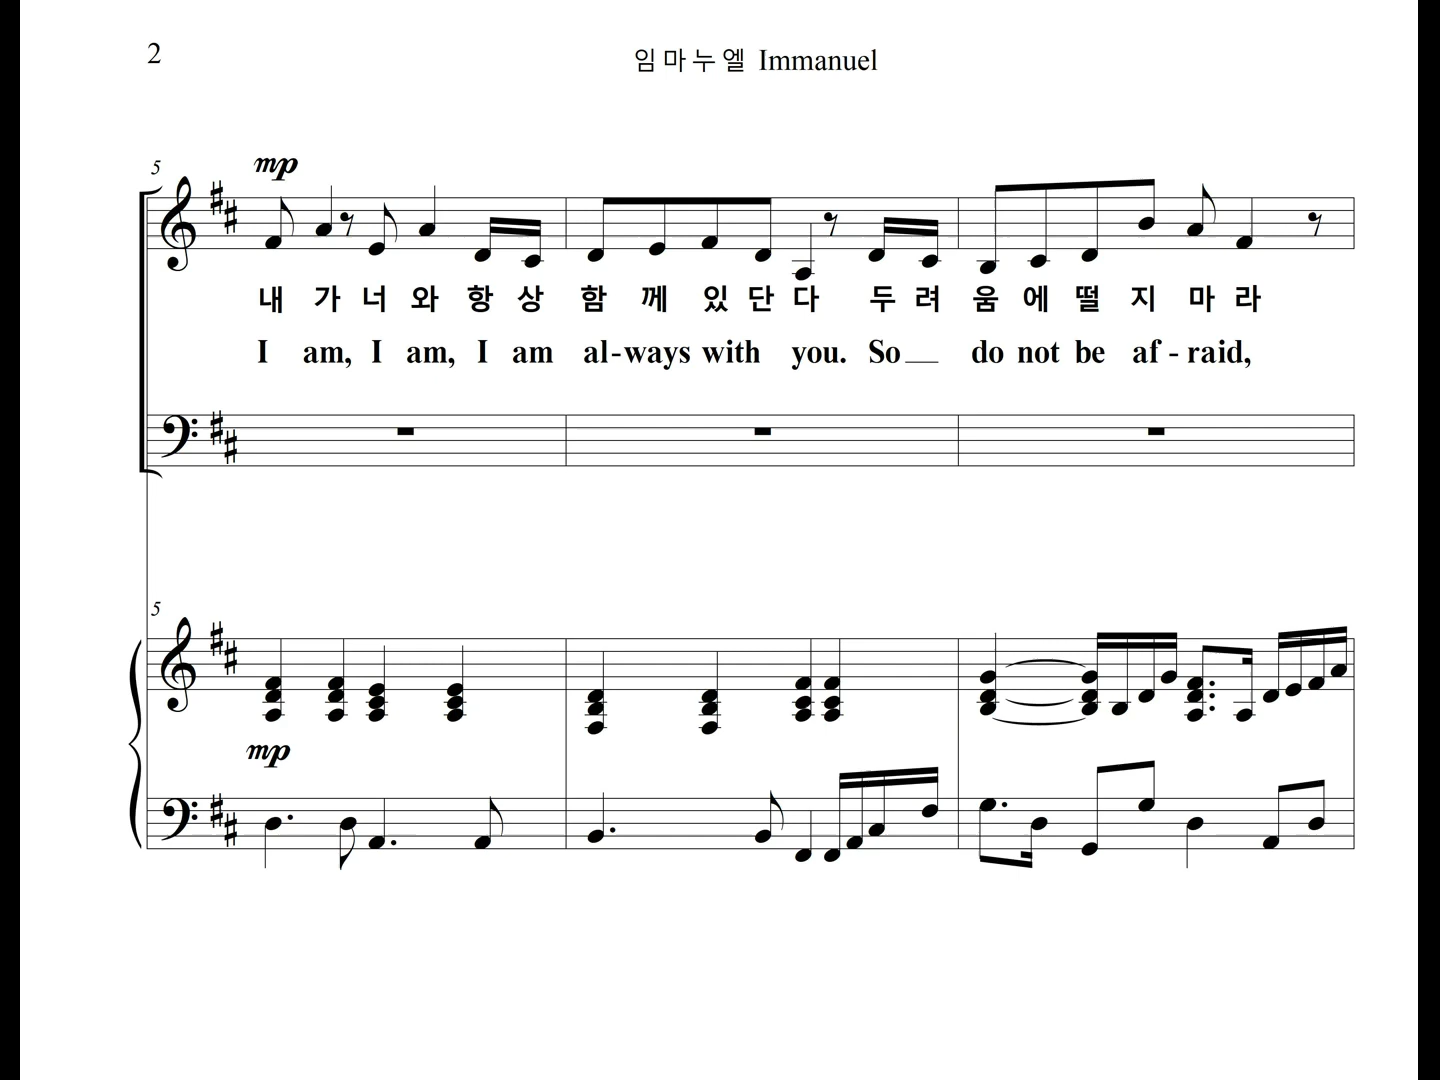 2
임마누엘 Immanuel
5
mp
내 가 너 와 항 상 함 께 있 단 다 두 려 움 에 떨 지 마 라
I am, I am, I am al-ways with you. So__ do not be af-raid,
5
mp